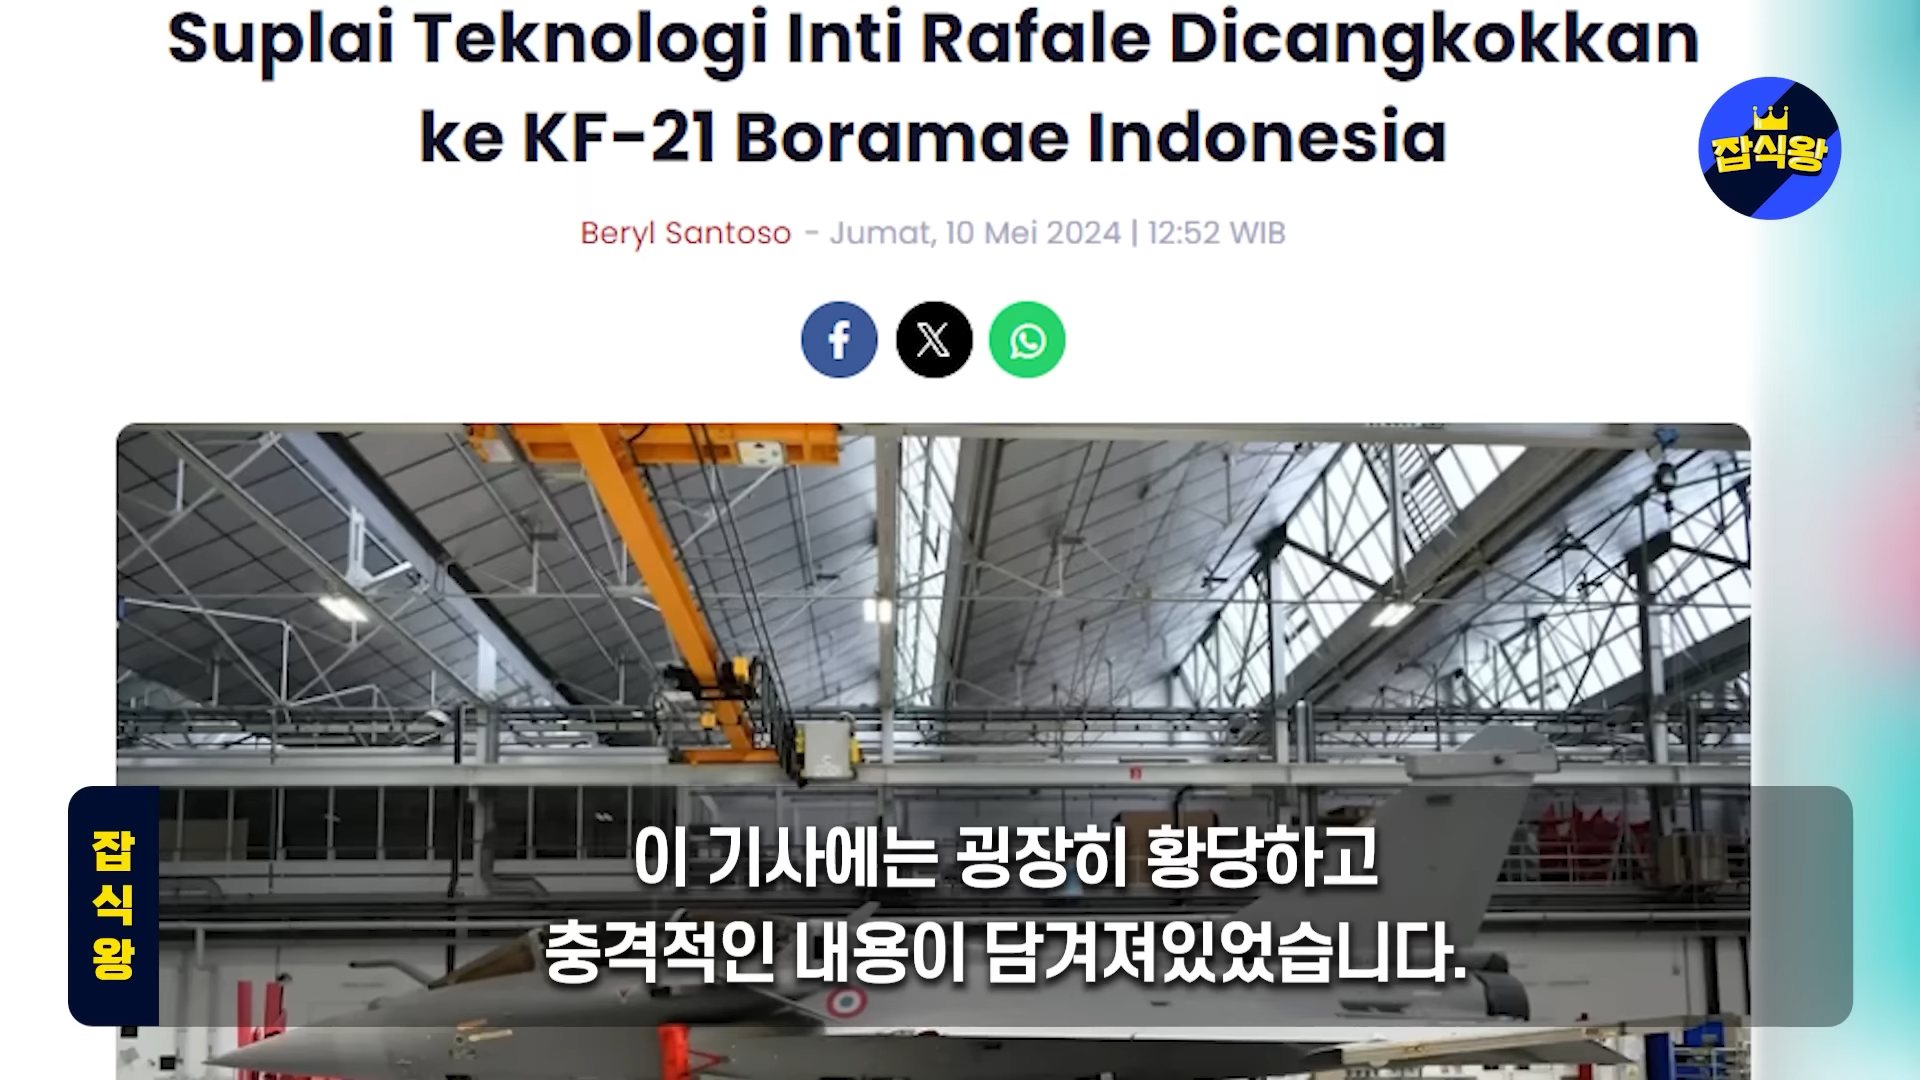 Suplai Teknologi Inti Rafale Dicangkokkan
ke KF-21 Boramae Indonesia
잡식왕
Beryl Santoso - Jumat, 10 Mei 2024 | 12:52 WIB
이 기사에는 굉장히 황당하고
충격적인 내용이 담겨져있었습니다.
잡식왕